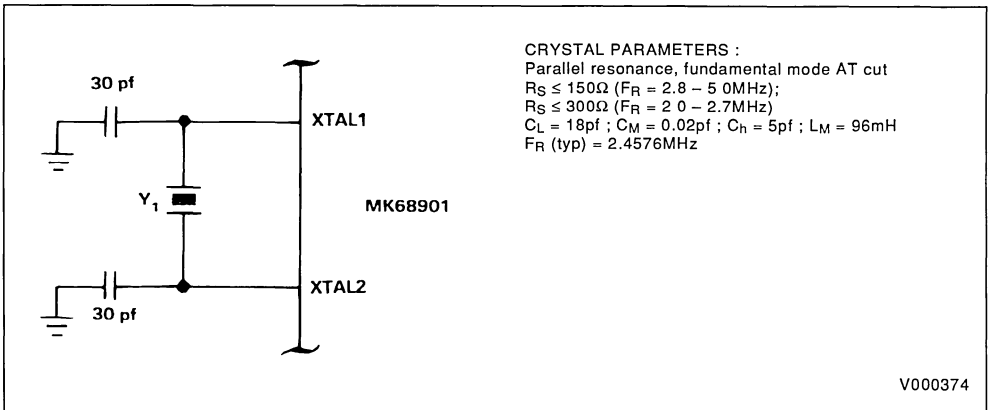 30 pf
XTAL1
Y1
MK68901
XTAL2
30 pf
CRYSTAL PARAMETERS :
Parallel resonance, fundamental mode AT cut
RS ≤ 150Ω (FR = 2.8 – 5 0MHz);
RS ≤ 300Ω (FR = 2 0 – 2.7MHz)
CL = 18pf ; CM = 0.02pf ; Ch = 5pf ; LM = 96mH
FR (typ) = 2.4576MHz
V000374